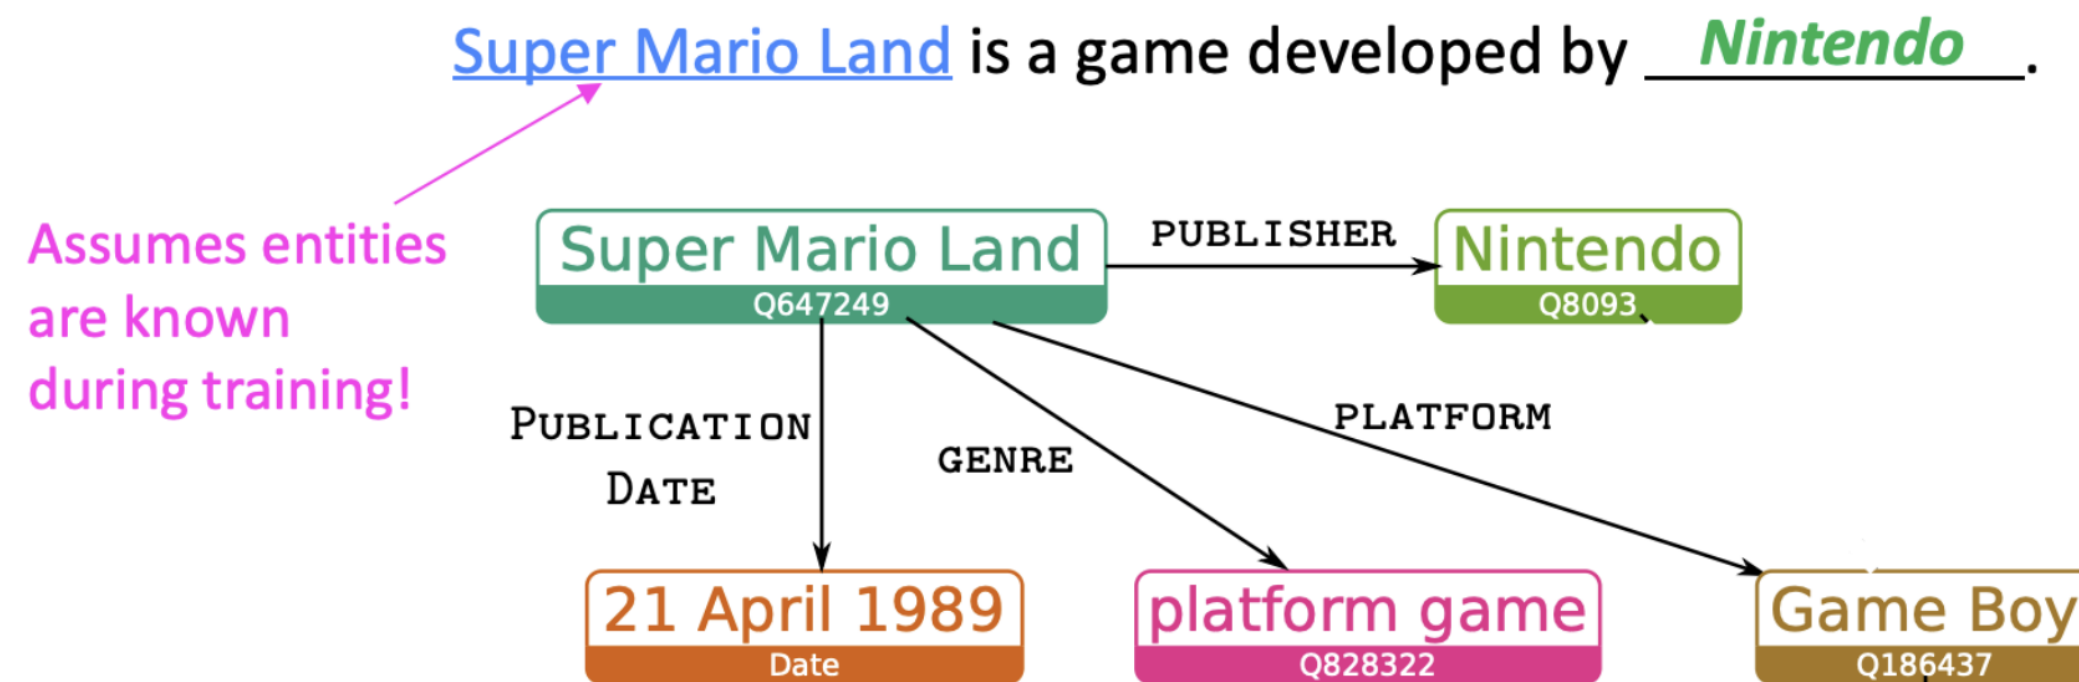 Super Mario Land is a game developed by Nintendo.
Assumes entities
are known
during training!
Super Mario Land
Q647249
PUBLISHER
Nintendo
Q8093
PUBLICATION
DATE
GENRE
PLATFORM
21 April 1989
Date
platform game
Q828322
Game Boy
Q186437